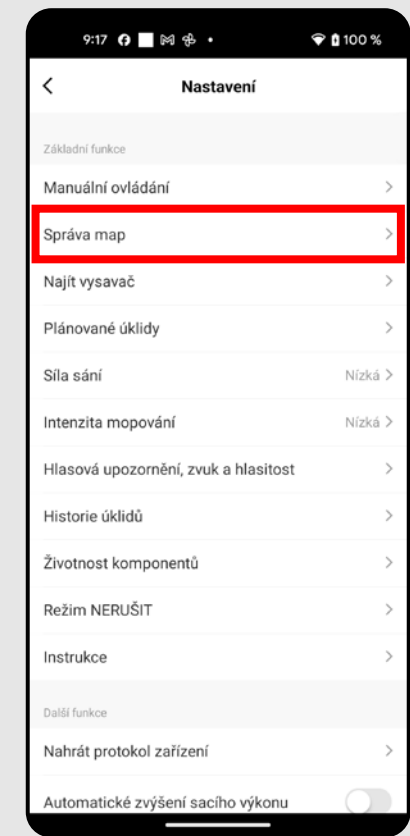 9:17 100 %
Nastavení
Základní funkce
Manuální ovládání
Správa map
Najít vysavač
Plánované úklidy
Síla sání Nízká
Intenzita mopování Nízká
Hlasová upozornění, zvuk a hlasitost
Historie úklidů
Životnost komponentů
Režim NERUŠIT
Instrukce
Další funkce
Nahrát protokol zařízení
Automatické zvýšení sacího výkonu